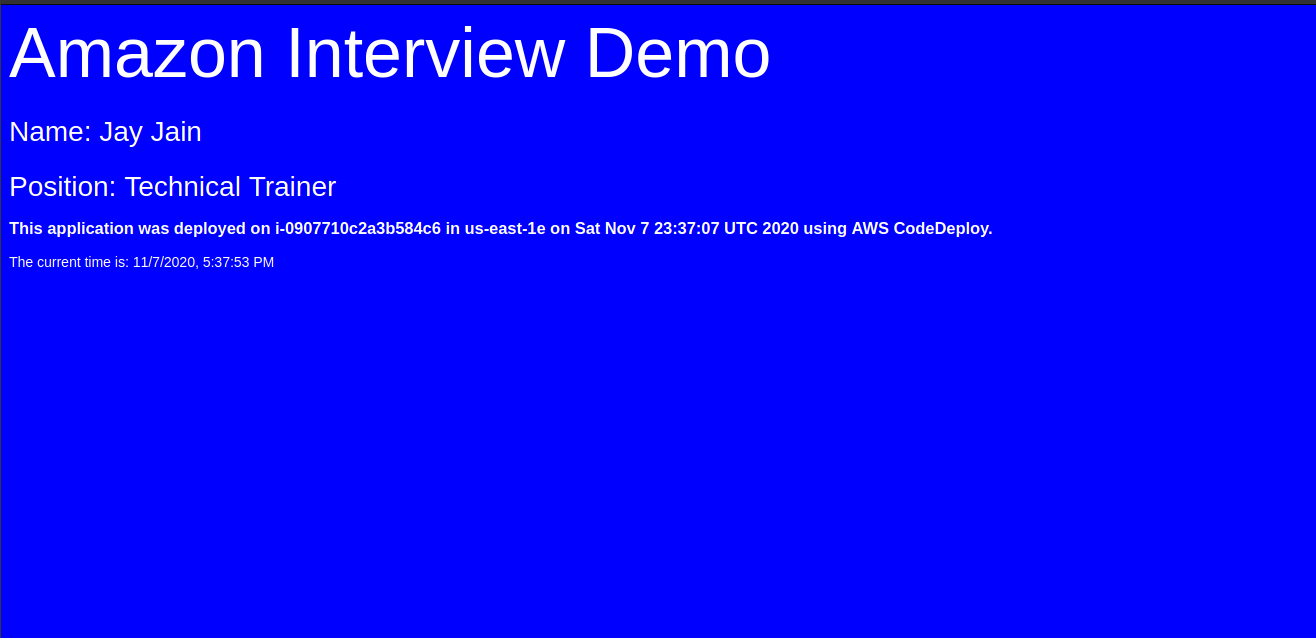 Amazon Interview Demo
Name: Jay Jain
Position: Technical Trainer
This application was deployed on i-0907710c2a3b584c6 in us-east-1e on Sat Nov 7 23:37:07 UTC 2020 using AWS CodeDeploy.
The current time is: 11/7/2020, 5:37:53 PM